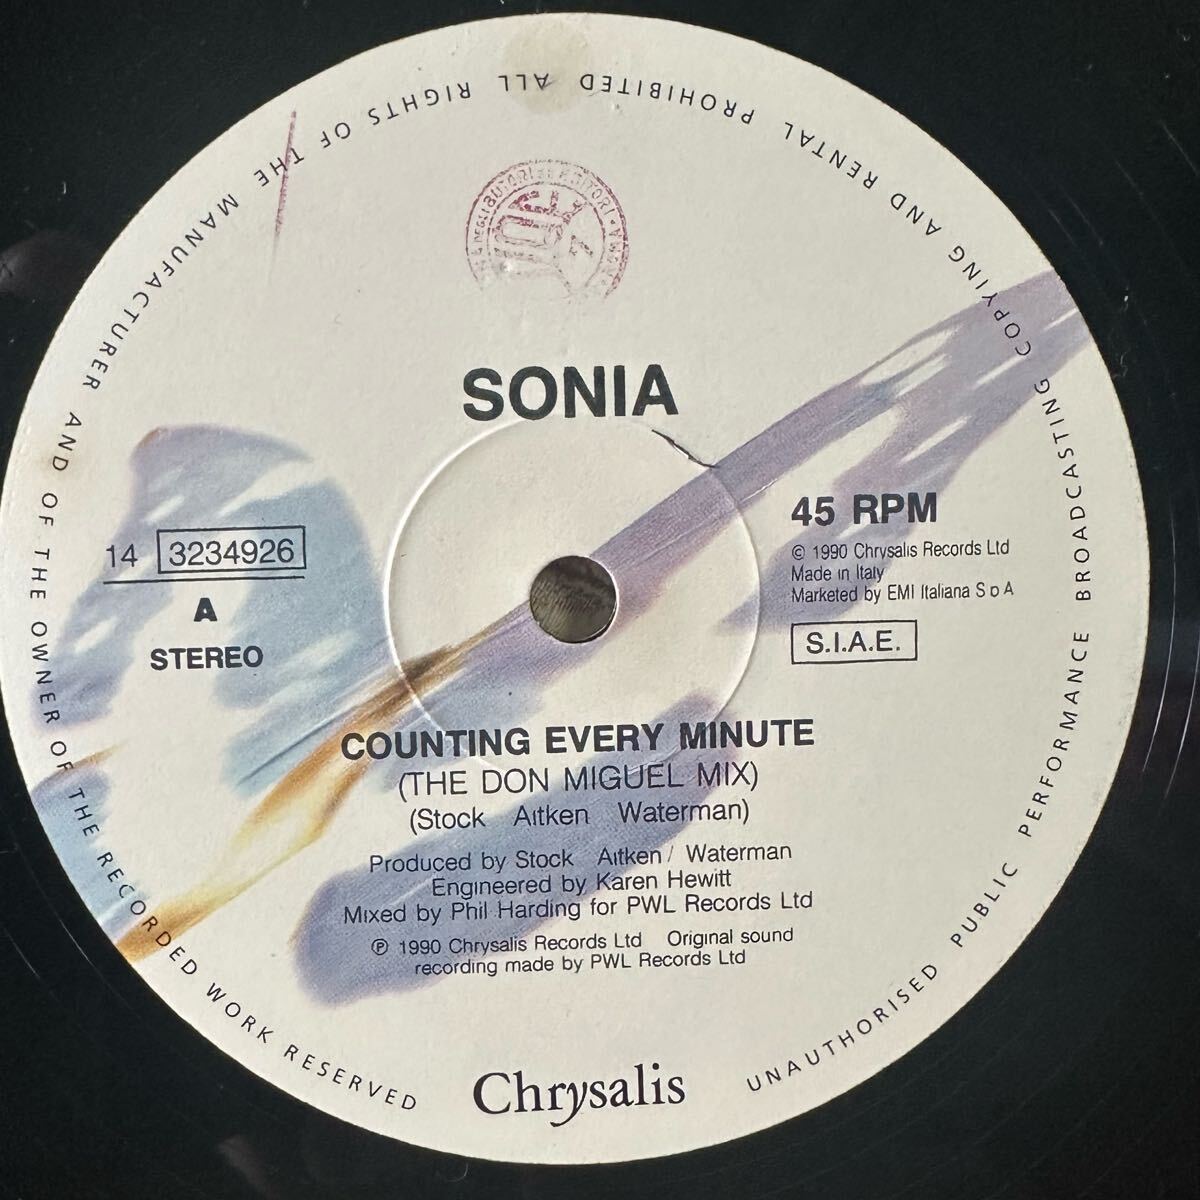 ALL RIGHTS OF THE MANUFACTURER AND OF THE OWNER OF THE RECORDED WORK RESERVED
UNAUTHORISED PUBLIC PERFORMANCE BROADCASTING COPYING AND RENTAL PROHIBITED
SONIA
14 3234926
A
STEREO
45 RPM
© 1990 Chrysalis Records Ltd
Made in Italy
Marketed by EMI Italiana S p A
S.I.A.E.
COUNTING EVERY MINUTE
(THE DON MIGUEL MIX)
(Stock Aitken Waterman)
Produced by Stock Aitken/ Waterman
Engineered by Karen Hewitt
Mixed by Phil Harding for PWL Records Ltd
℗ 1990 Chrysalis Records Ltd Original sound
recording made by PWL Records Ltd
Chrysalis